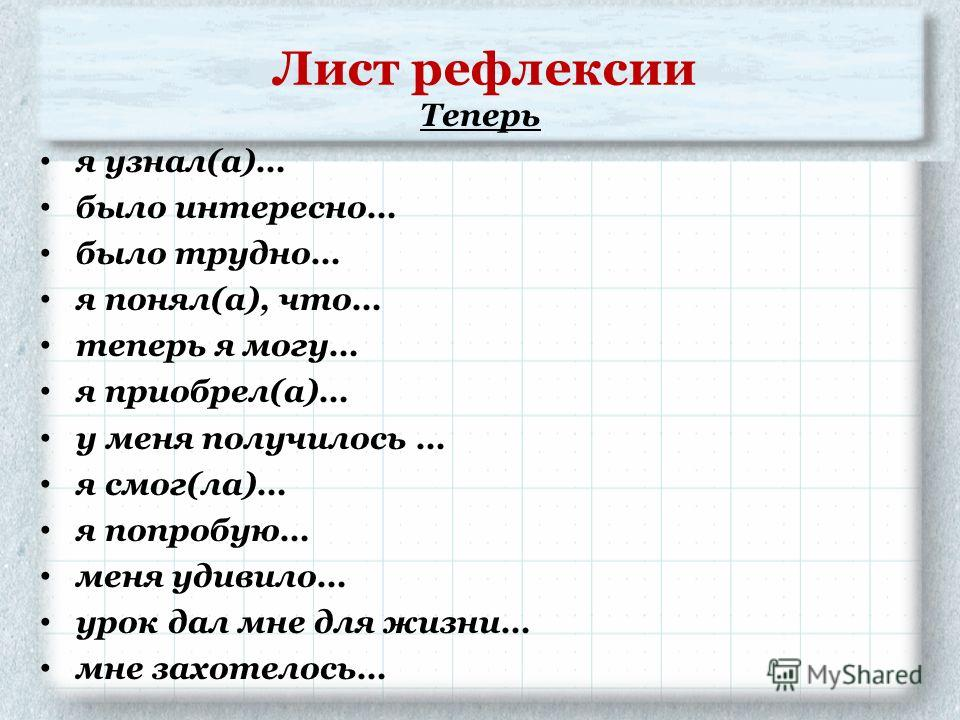 Лист рефлексии
Теперь
• я узнал(а)...
• было интересно...
• было трудно...
• я понял(а), что...
• теперь я могу...
• я приобрел(а)...
• у меня получилось ...
• я смог(ла)...
• я попробую...
• меня удивило...
• урок дал мне для жизни...
• мне захотелось...
MyShared